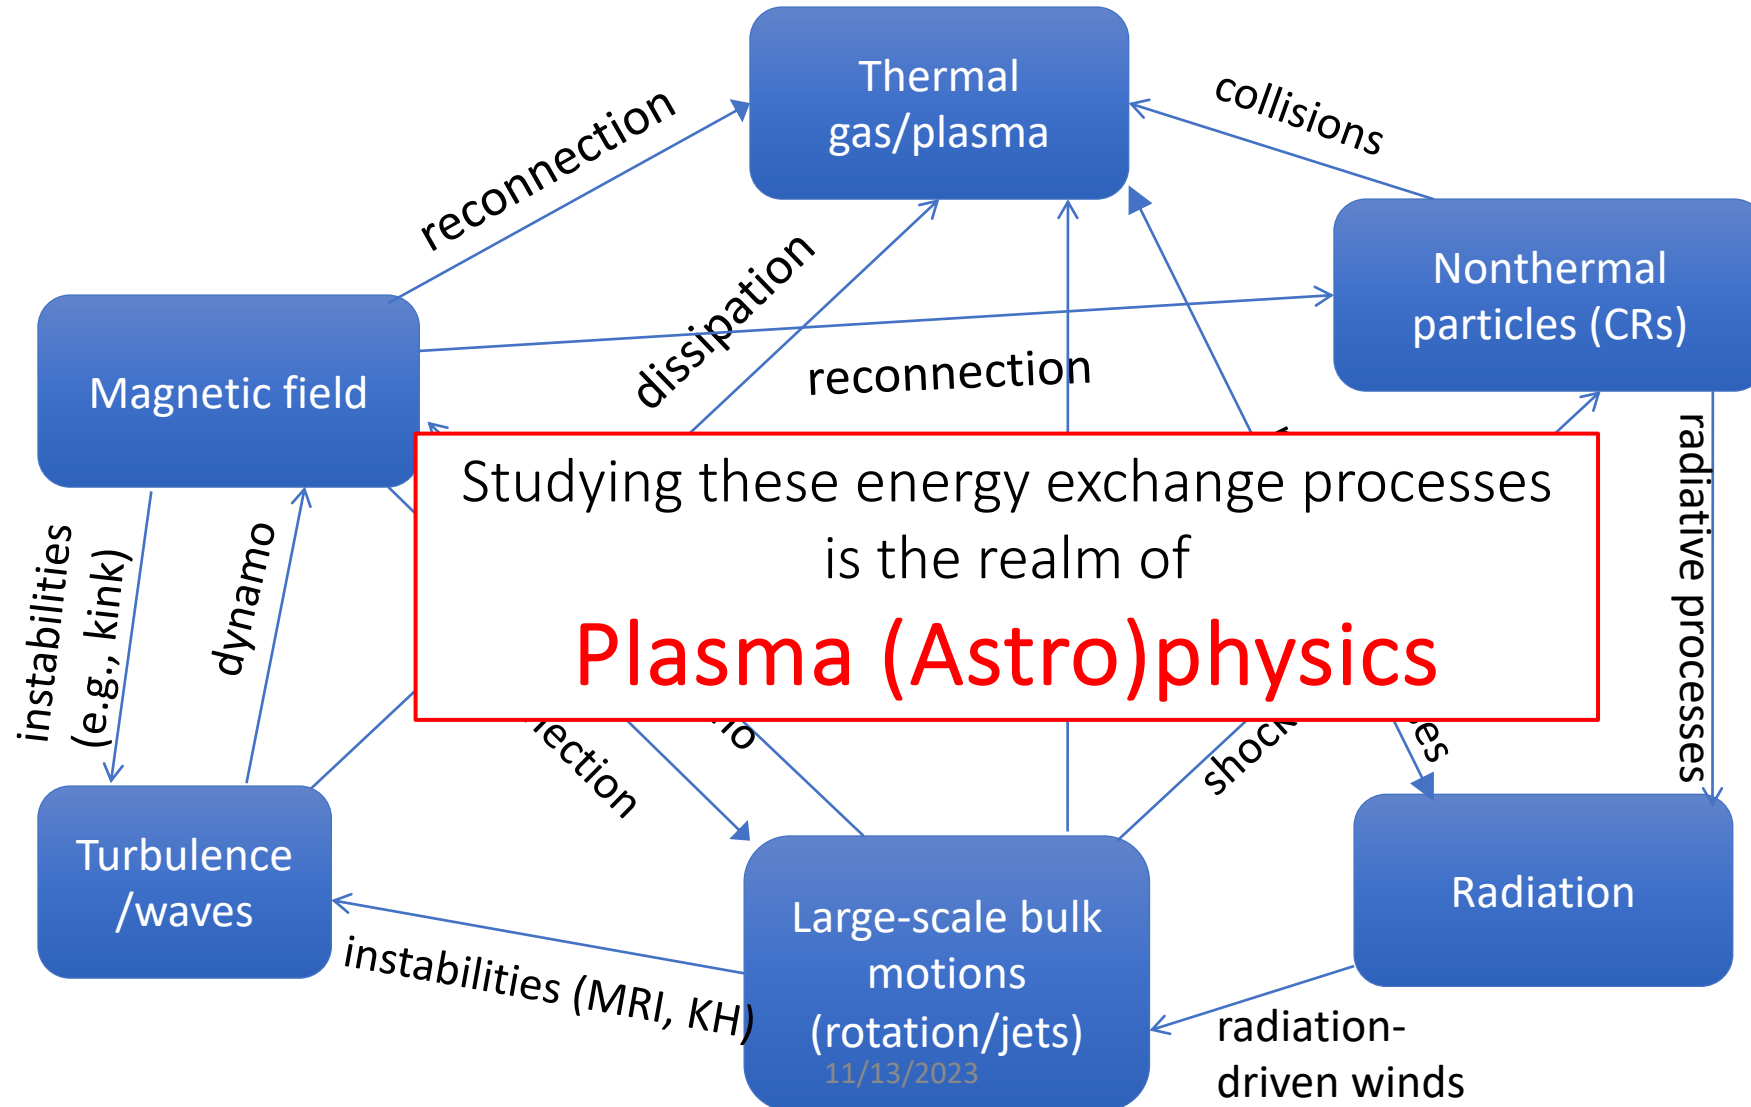 Thermal
gas/plasma
collisions
reconnection
Nonthermal
particles (CRs)
dissipation
reconnection
Magnetic field
Studying these energy exchange processes
is the realm of
Plasma (Astro)physics
radiative processes
instabilities
(e.g., kink)
dynamo
Turbulence
/waves
instabilities (MRI, KH)
Large-scale bulk
motions
(rotation/jets)
11/13/2023
Radiation
radiation-
driven winds